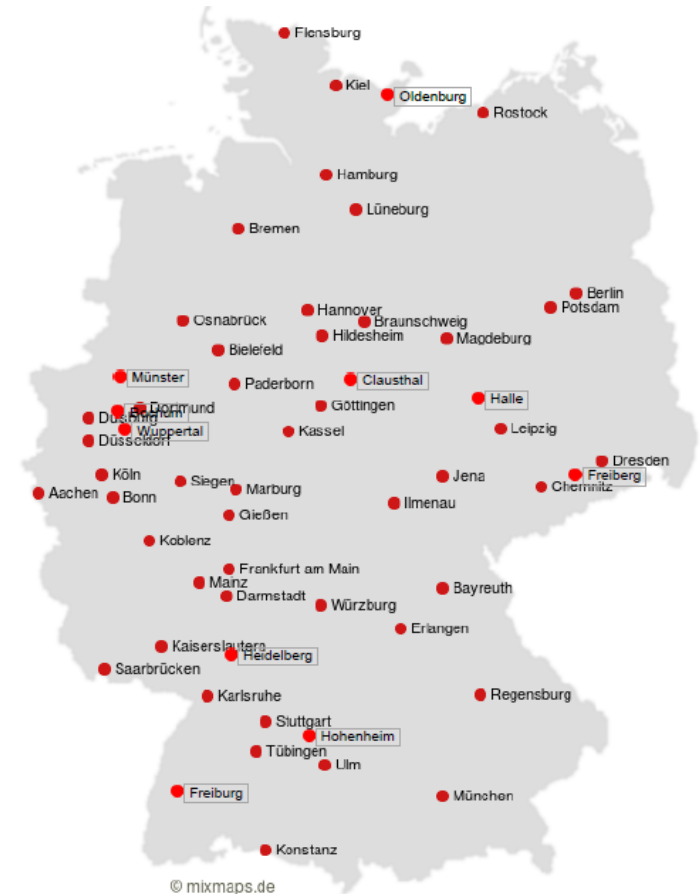 Flensburg
Kiel
Oldenburg
Rostock
Hamburg
Lüneburg
Bremen
Berlin
Potsdam
Hannover
Osnabrück
Braunschweig
Hildesheim
Magdeburg
Bielefeld
Münster
Clausthal
Paderborn
Halle
Göttingen
Dortmund
Bochum
Duisburg
Wuppertal
Kassel
Leipzig
Düsseldorf
Dresden
Köln
Jena
Freiberg
Siegen
Chemnitz
Marburg
Aachen
Bonn
Ilmenau
Gießen
Koblenz
Frankfurt am Main
Mainz
Bayreuth
Darmstadt
Würzburg
Erlangen
Kaiserslautern
Heidelberg
Saarbrücken
Karlsruhe
Regensburg
Stuttgart
Hohenheim
Tübingen
Ulm
Freiburg
München
Konstanz
© mixmaps.de